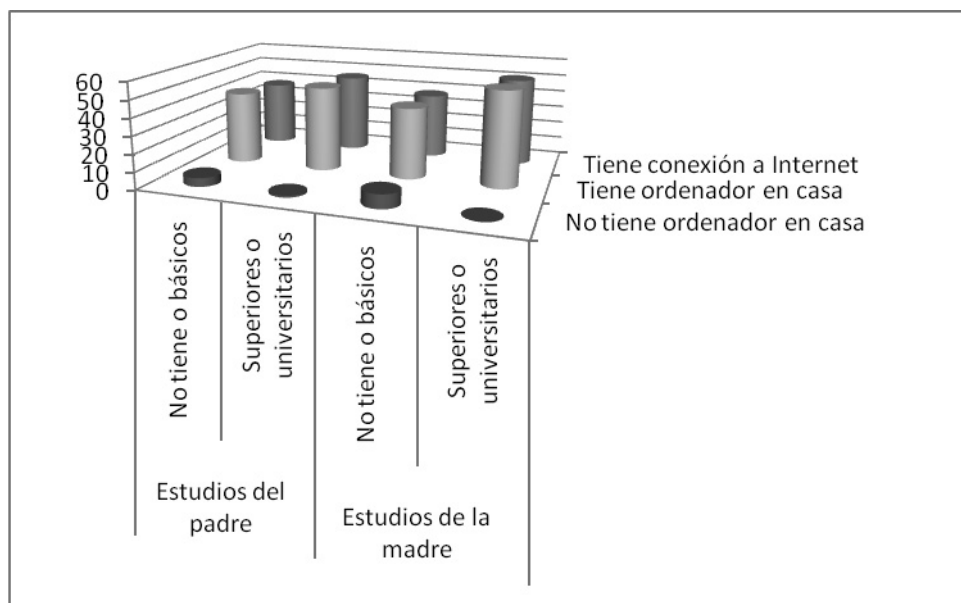 60
50
40
30
20
10
0
Tiene conexión a Internet
Tiene ordenador en casa
No tiene ordenador en casa
No tiene o básicos
Superiores o
universitarios
No tiene o básicos
Superiores o
universitarios
Estudios del
padre
Estudios de la
madre